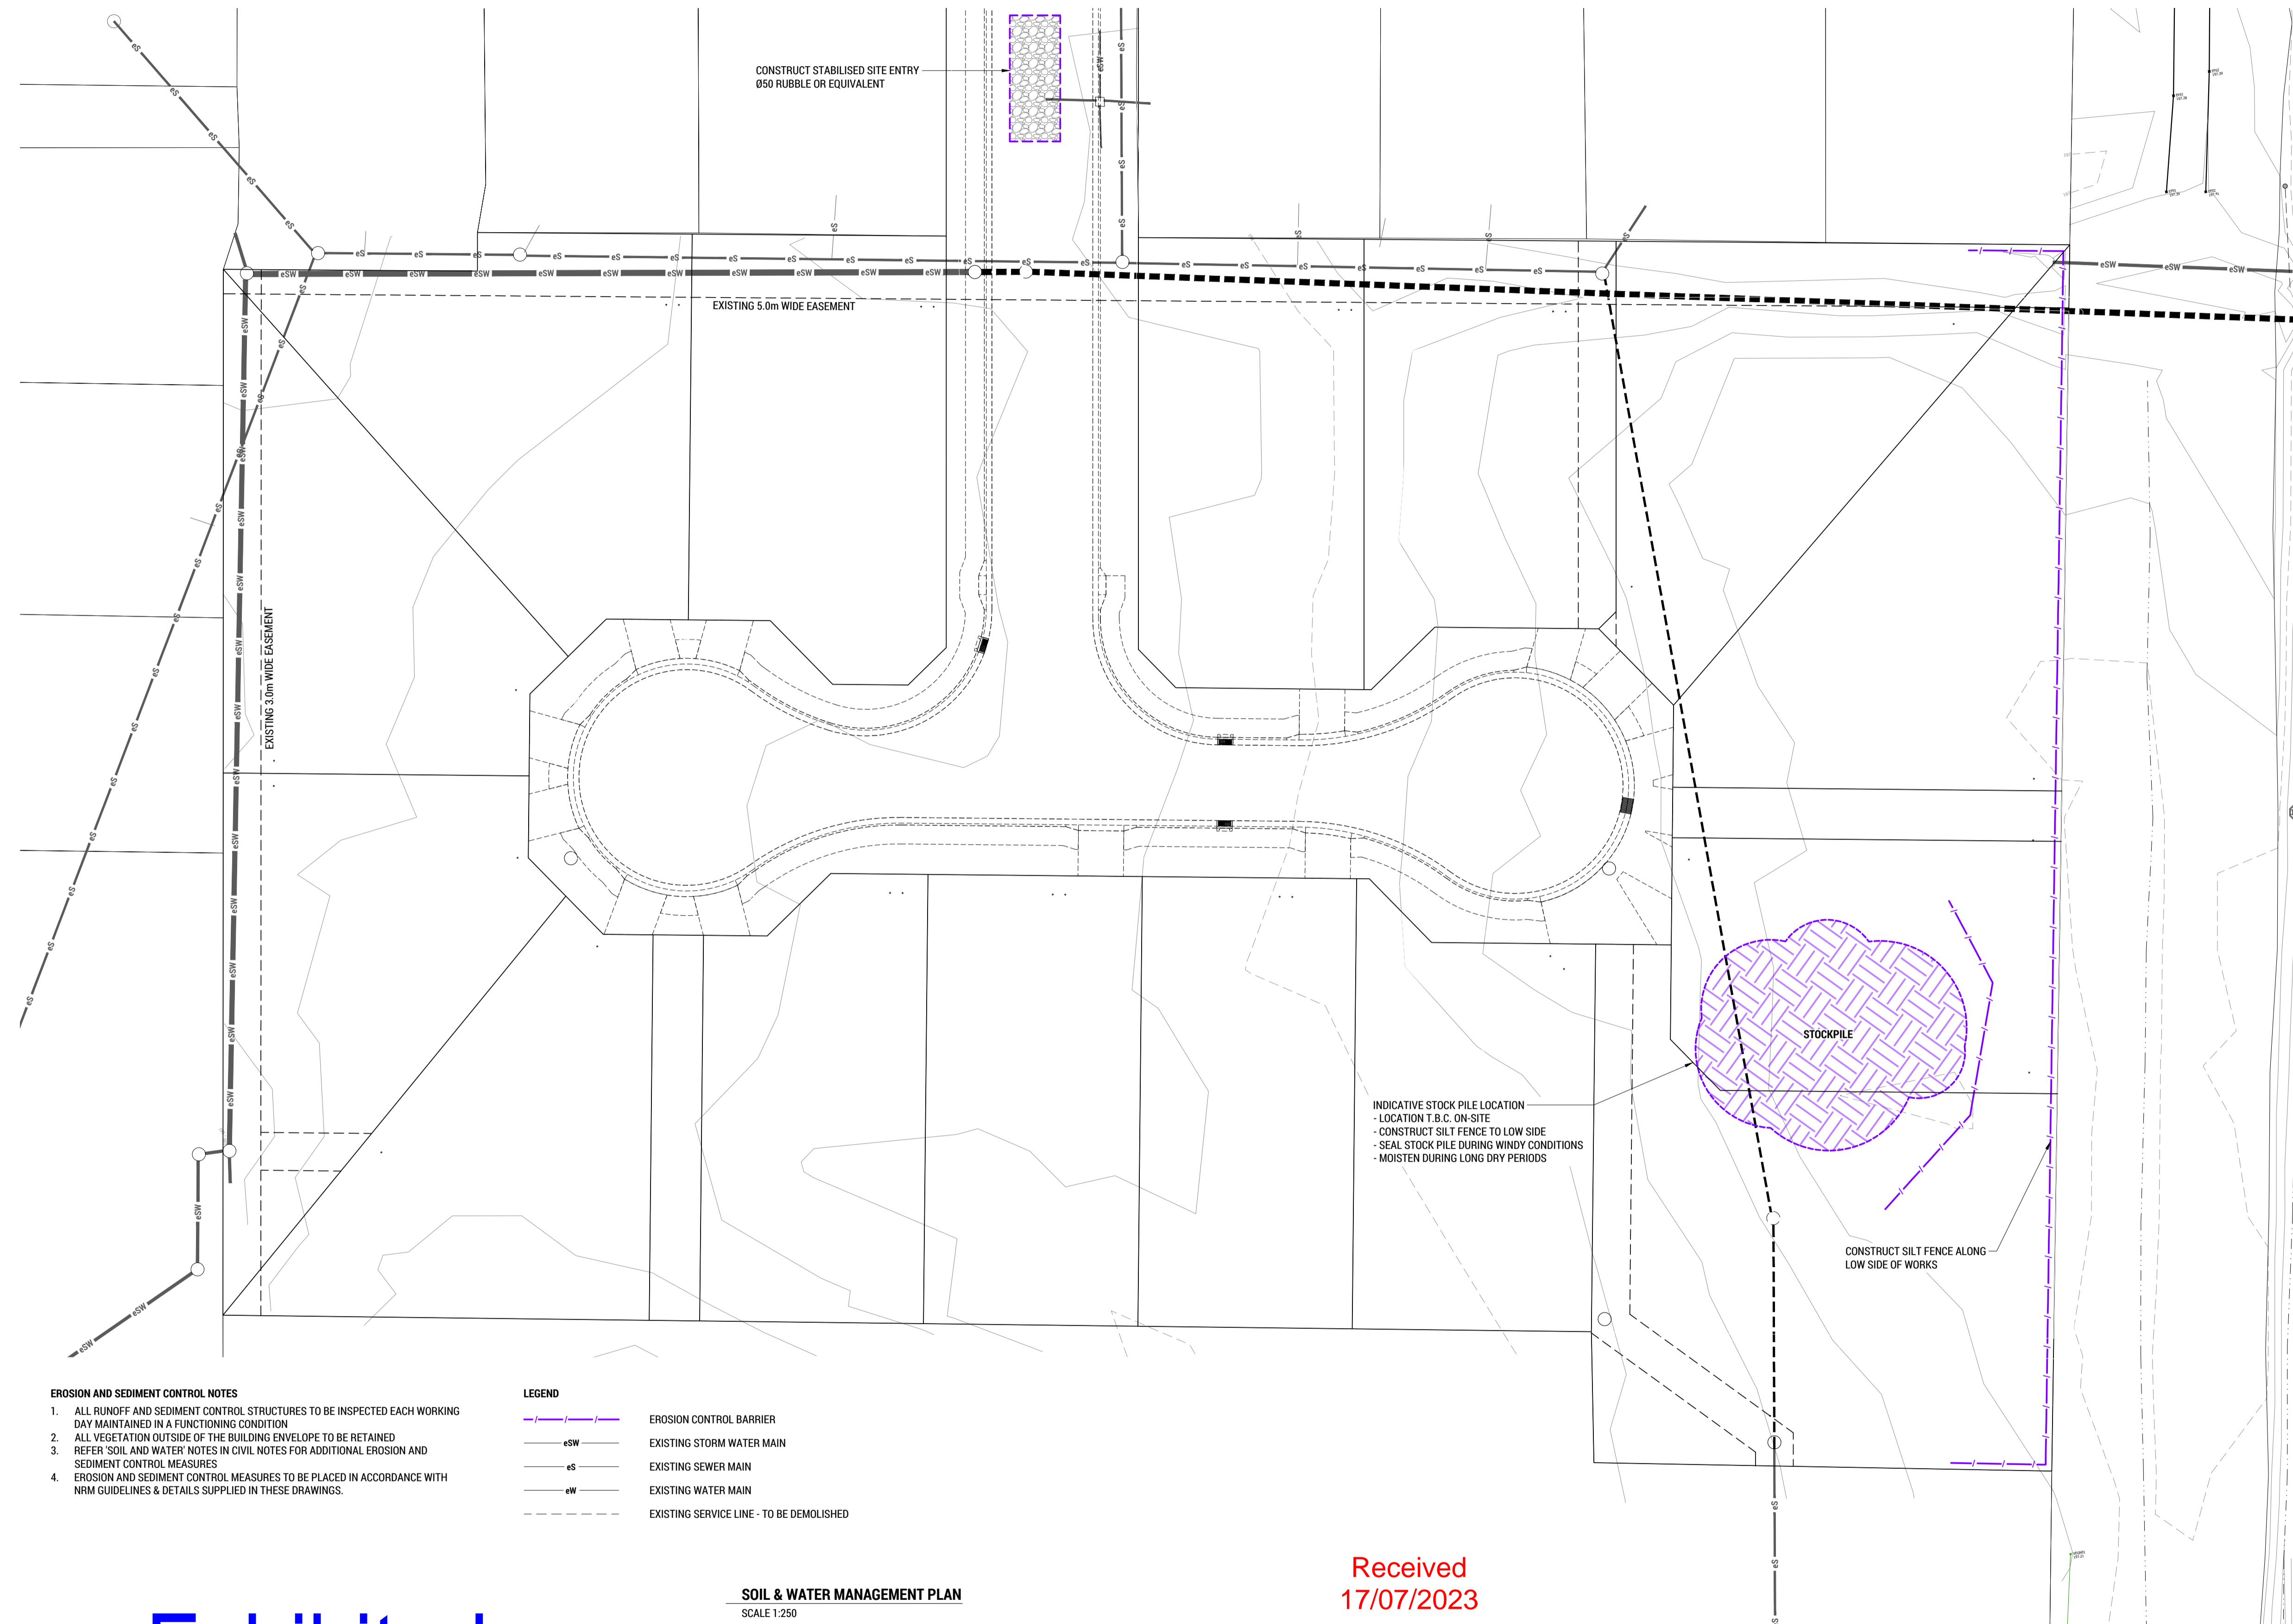 CONSTRUCT STABILISED SITE ENTRY
Ø50 RUBBLE OR EQUIVALENT
EXISTING 5.0m WIDE EASEMENT
EXISTING 3.0m WIDE EASEMENT
STOCKPILE
INDICATIVE STOCK PILE LOCATION
- LOCATION T.B.C. ON-SITE
- CONSTRUCT SILT FENCE TO LOW SIDE
- SEAL STOCK PILE DURING WINDY CONDITIONS
- MOISTEN DURING LONG DRY PERIODS
CONSTRUCT SILT FENCE ALONG
LOW SIDE OF WORKS
EROSION AND SEDIMENT CONTROL NOTES
1. ALL RUNOFF AND SEDIMENT CONTROL STRUCTURES TO BE INSPECTED EACH WORKING
DAY MAINTAINED IN A FUNCTIONING CONDITION
2. ALL VEGETATION OUTSIDE OF THE BUILDING ENVELOPE TO BE RETAINED
3. REFER 'SOIL AND WATER' NOTES IN CIVIL NOTES FOR ADDITIONAL EROSION AND
SEDIMENT CONTROL MEASURES
4. EROSION AND SEDIMENT CONTROL MEASURES TO BE PLACED IN ACCORDANCE WITH
NRM GUIDELINES & DETAILS SUPPLIED IN THESE DRAWINGS.
LEGEND
EROSION CONTROL BARRIER
eSW EXISTING STORM WATER MAIN
eS EXISTING SEWER MAIN
eW EXISTING WATER MAIN
EXISTING SERVICE LINE - TO BE DEMOLISHED
SOIL & WATER MANAGEMENT PLAN
SCALE 1:250
Received
17/07/2023